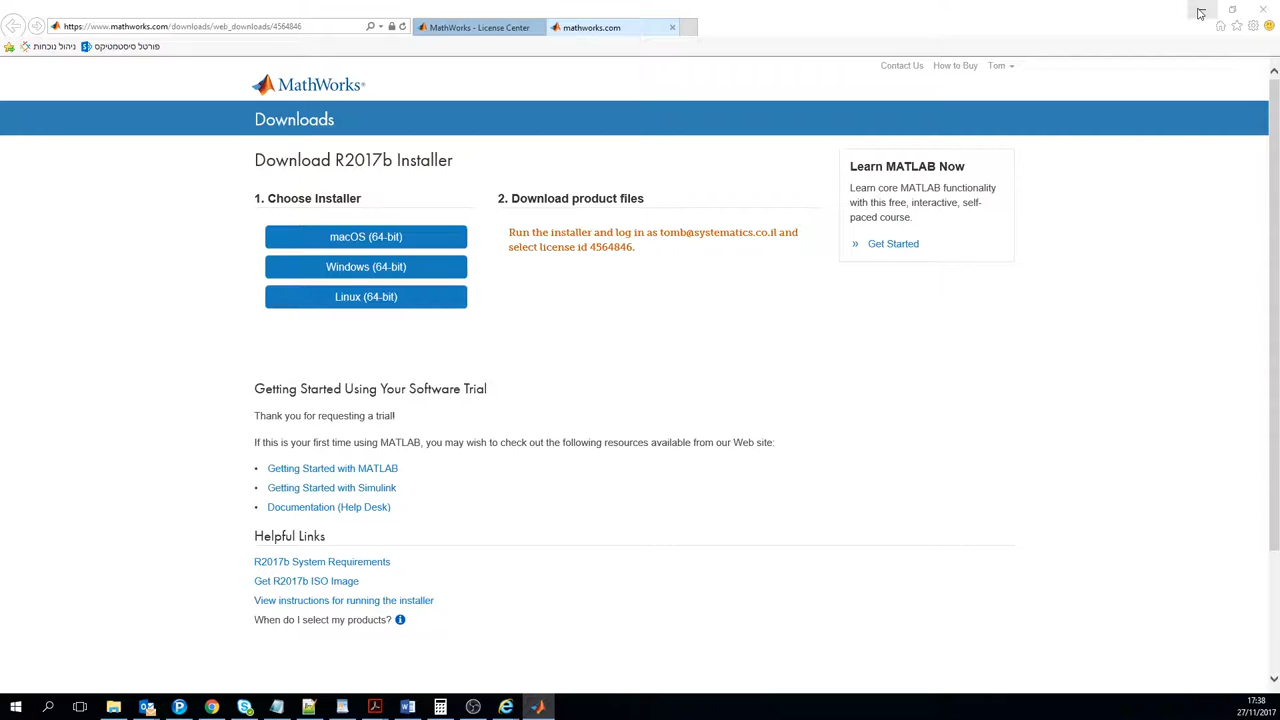 https://www.mathworks.com/downloads/web_downloads/4564846
MathWorks - License Center
mathworks.com
ניהול נוכחות
פורטל סיסטמטיקס
Contact Us
How to Buy
Tom
MathWorks®
Downloads
Download R2017b Installer
1. Choose Installer
macOS (64-bit)
Windows (64-bit)
Linux (64-bit)
2. Download product files
Run the installer and log in as tomb@systematics.co.il and
select license id 4564846.
Learn MATLAB Now
Learn core MATLAB functionality
with this free, interactive, self-
paced course.
» Get Started
Getting Started Using Your Software Trial
Thank you for requesting a trial!
If this is your first time using MATLAB, you may wish to check out the following resources available from our Web site:
• Getting Started with MATLAB
• Getting Started with Simulink
• Documentation (Help Desk)
Helpful Links
R2017b System Requirements
Get R2017b ISO Image
View instructions for running the installer
When do I select my products?
17:38
27/11/2017